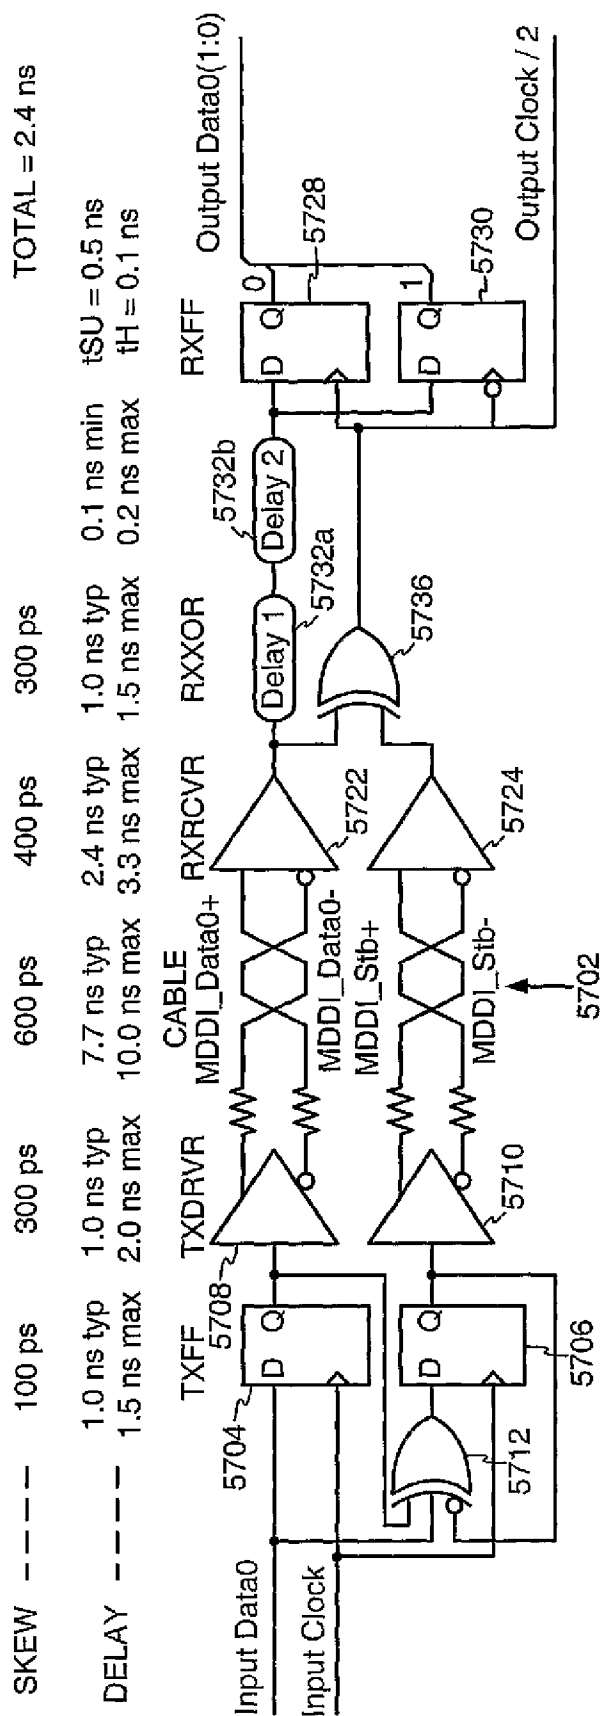 SKEW ---- 100 ps 300 ps 600 ps 400 ps 300 ps TOTAL = 2.4 ns
DELAY ---- 1.0 ns typ 1.0 ns typ 7.7 ns typ 2.4 ns typ 1.0 ns typ 0.1 ns min tSU = 0.5 ns
1.5 ns max 2.0 ns max 10.0 ns max 3.3 ns max 1.5 ns max 0.2 ns max tH = 0.1 ns
TXFF TXDRVR CABLE RXRCVR RXXOR RXFF
MDDI_Data0+
5704
5708
5732b
Output Data0(1:0)
Input Data0
D Q
Delay 1
Delay 2
D Q 0
5728
5722
5732a
MDDI_Data0-
Input Clock
MDDI_Stb+
5736
D Q
D Q 1
5712
5706
5710
5724
5730
MDDI_Stb-
Output Clock / 2
5702